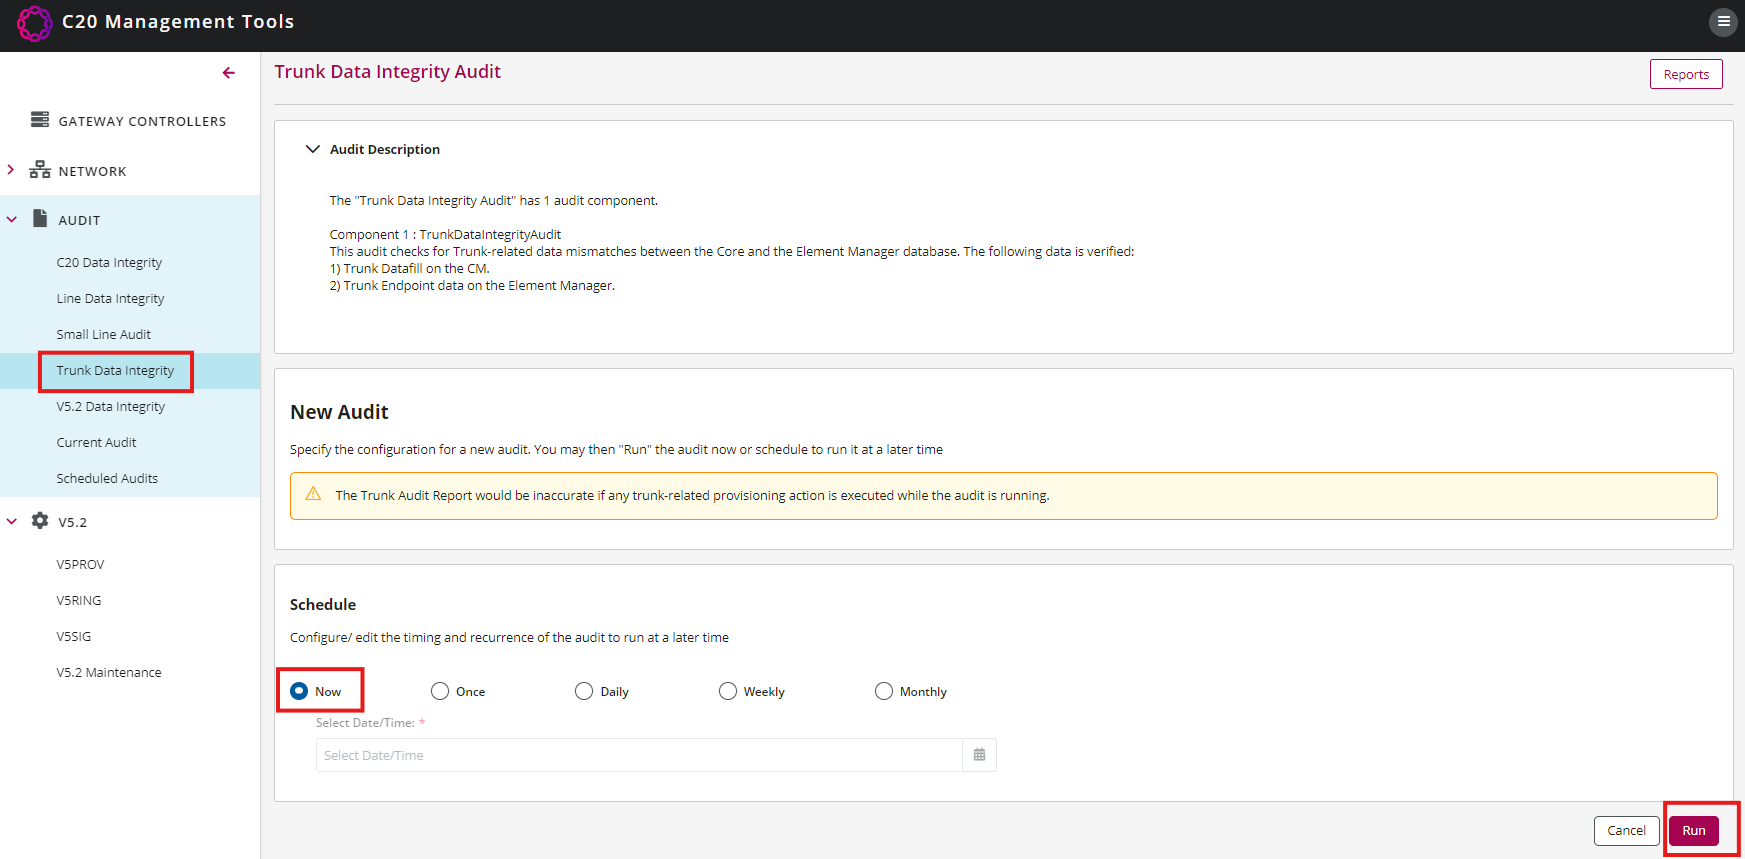 C20 Management Tools
GATEWAY CONTROLLERS
NETWORK
AUDIT
C20 Data Integrity
Line Data Integrity
Small Line Audit
Trunk Data Integrity
V5.2 Data Integrity
Current Audit
Scheduled Audits
V5.2
V5PROV
V5RING
V5SIG
V5.2 Maintenance
Trunk Data Integrity Audit
Reports
Audit Description
The "Trunk Data Integrity Audit" has 1 audit component.
Component 1 : TrunkDataIntegrityAudit
This audit checks for Trunk-related data mismatches between the Core and the Element Manager database. The following data is verified:
1) Trunk Datafill on the CM.
2) Trunk Endpoint data on the Element Manager.
New Audit
Specify the configuration for a new audit. You may then "Run" the audit now or schedule to run it at a later time
The Trunk Audit Report would be inaccurate if any trunk-related provisioning action is executed while the audit is running.
Schedule
Configure/ edit the timing and recurrence of the audit to run at a later time
Now Once Daily Weekly Monthly
Select Date/Time: *
Select Date/Time
Cancel Run